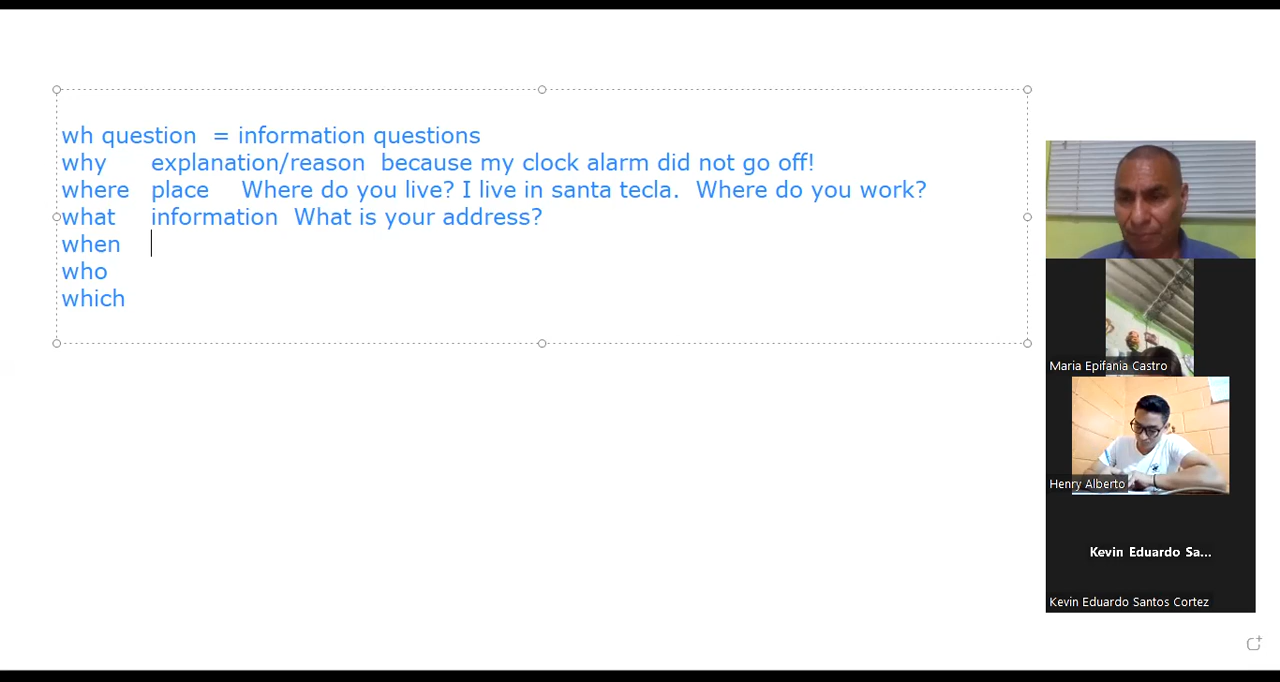 wh question = information questions
why explanation/reason because my clock alarm did not go off!
where place Where do you live? I live in santa tecla. Where do you work?
what information What is your address?
when
who
which
Maria Epifania Castro
Henry Alberto
Kevin Eduardo Sa...
Kevin Eduardo Santos Cortez